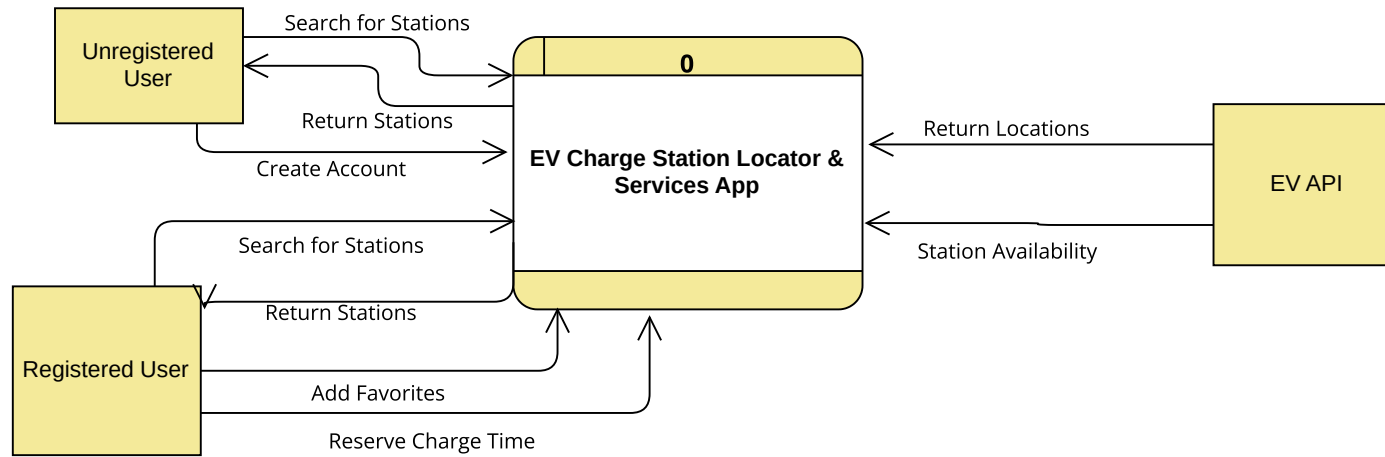 Search for Stations
Unregistered
User
0
Return Stations
Return Locations
Create Account
EV Charge Station Locator &
Services App
EV API
Search for Stations
Station Availability
Return Stations
Registered User
Add Favorites
Reserve Charge Time